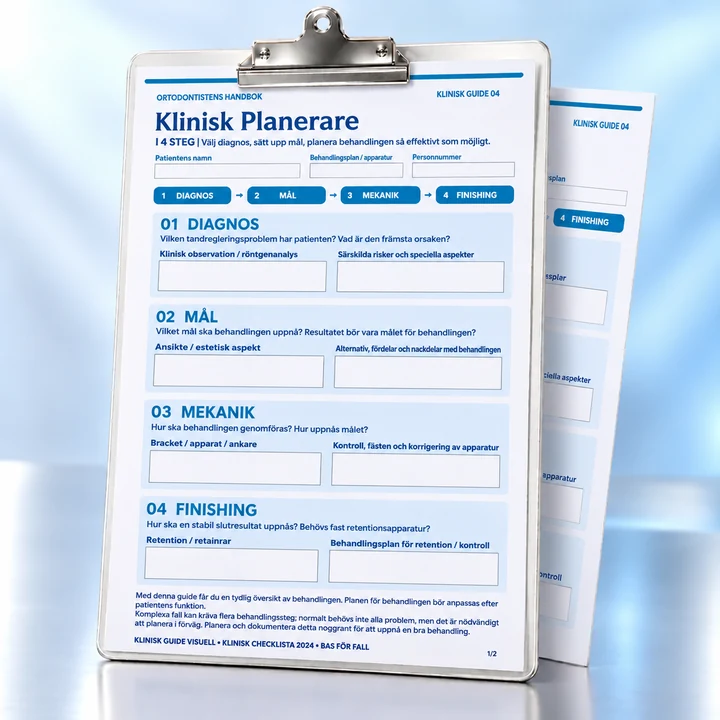 ORTODONTISTENS HANDBOK
KLINISK GUIDE 04
Klinisk Planerare
I 4 STEG | Välj diagnos, sätt upp mål, planera behandlingen så effektivt som möjligt.
Patientens namn
Behandlingsplan / apparatur
Personnummer
1 DIAGNOS → 2 MÅL → 3 MEKANIK → 4 FINISHING
01 DIAGNOS
Vilken tandregleringsproblem har patienten? Vad är den främsta orsaken?
Klinisk observation / röntgenanalys
Särskilda risker och speciella aspekter
02 MÅL
Vilket mål ska behandlingen uppnå? Resultatet bör vara målet för behandlingen?
Ansikte / estetisk aspekt
Alternativ, fördelar och nackdelar med behandlingen
03 MEKANIK
Hur ska behandlingen genomföras? Hur uppnås målet?
Bracket / apparat / ankare
Kontroll, fästen och korrigering av apparatur
04 FINISHING
Hur ska en stabil slutresultat uppnås? Behövs fast retentionsapparatur?
Retention / retainrar
Behandlingsplan för retention / kontroll
Med denna guide får du en tydlig översikt av behandlingen. Planen för behandlingen bör anpassas efter
patientens funktion.
Komplexa fall kan kräva flera behandlingssteg; normalt behövs inte alla problem, men det är nödvändigt
att planera i förväg. Planera och dokumentera detta noggrant för att uppnå en bra behandling.
KLINISK GUIDE VISUELL • KLINISK CHECKLISTA 2024 • BAS FÖR FALL
1/2
KLINISK GUIDE 04
splan
4 FINISHING
ssplar
ciella aspekter
apparatur
ontroll